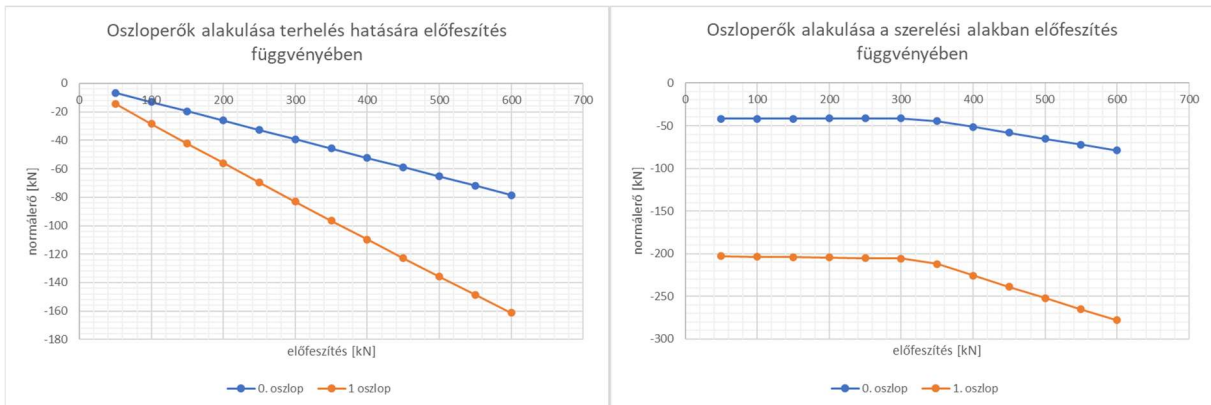 Oszloperők alakulása terhelés hatására előfeszítés
függvényében
0
0 100 200 300 400 500 600 700
-20
-40
-60
-80
-100
-120
-140
-160
-180
normálerő [kN]
előfeszítés [kN]
0. oszlop 1 oszlop
Oszloperők alakulása a szerelési alakban előfeszítés
függvényében
0
0 100 200 300 400 500 600 700
-50
-100
-150
-200
-250
-300
normálerő [kN]
előfeszítés [kN]
0. oszlop 1. oszlop